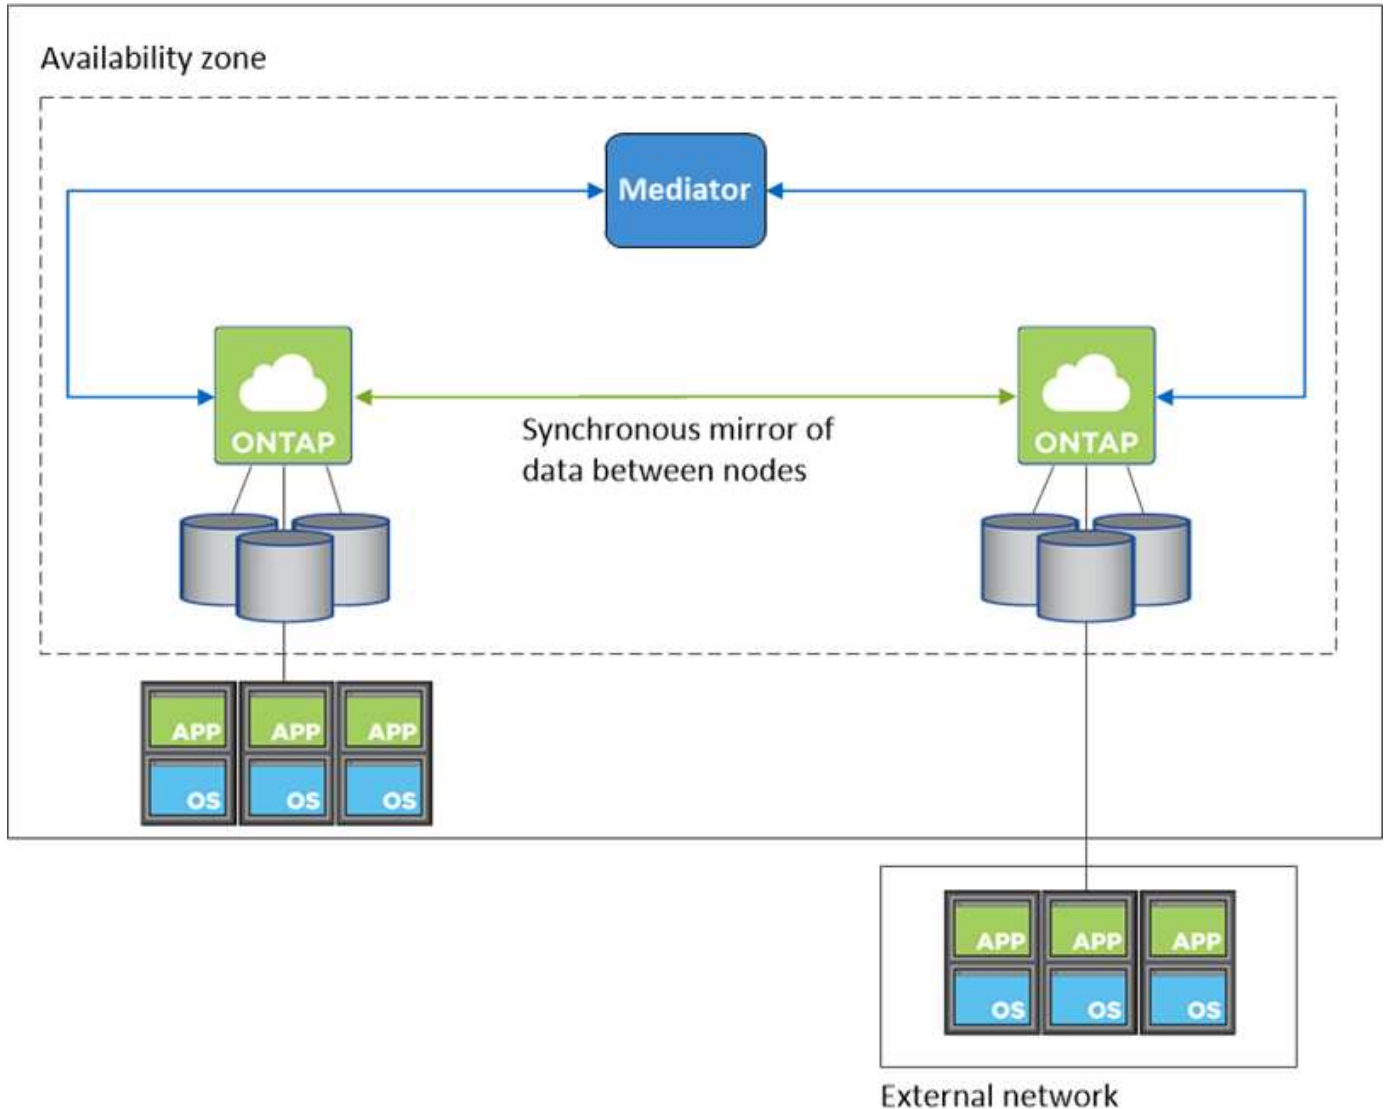 Availability zone
Mediator
ONTAP
ONTAP
Synchronous mirror of
data between nodes
APP APP APP
OS OS OS
APP APP APP
OS OS OS
External network